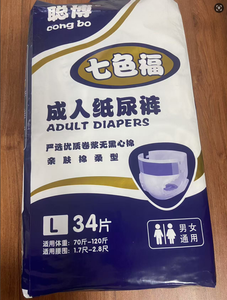 聪博
cong bo
七色福
成人纸尿裤
ADULT DIAPERS
严选优质卷浆无黑心棉
亲肤棉柔型
L 34片
适用体重：70斤-120斤
适用腰围：1.7尺-2.8尺
男女
通用